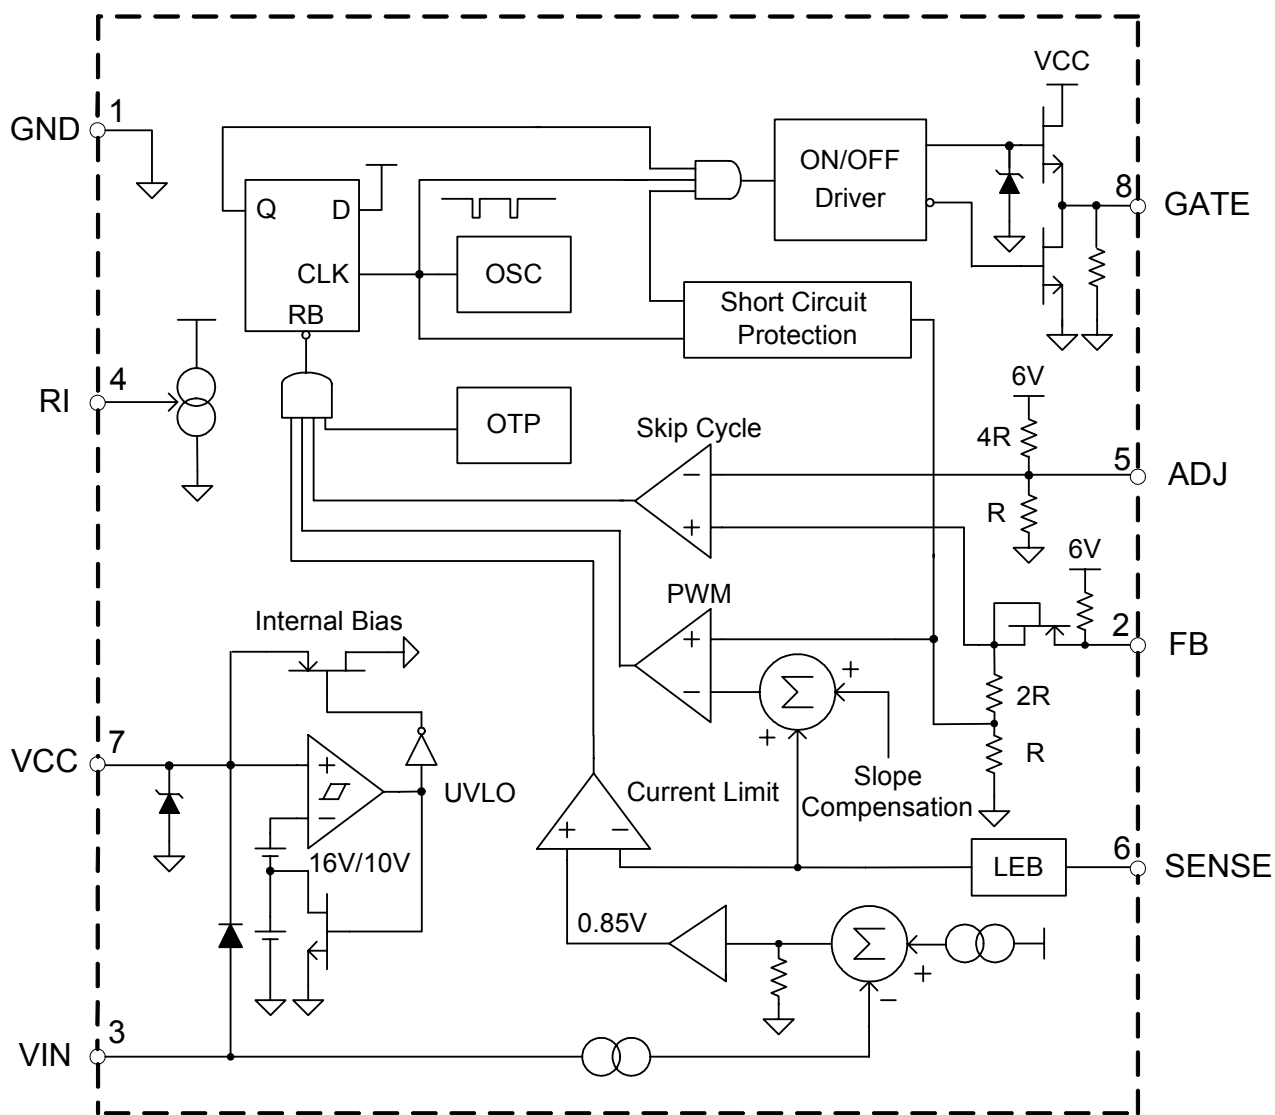 VCC
1
GND
ON/OFF
Driver
8
GATE
Q
D
CLK
OSC
RB
Short Circuit
Protection
4
RI
6V
4R
OTP
Skip Cycle
−
5
ADJ
R
+
6V
PWM
Internal Bias
+
2
FB
−
+
Σ
2R
+
R
7
VCC
+
UVLO
Current Limit
Slope
Compensation
−
+
−
16V/10V
LEB
6
SENSE
0.85V
Σ
+
−
3
VIN